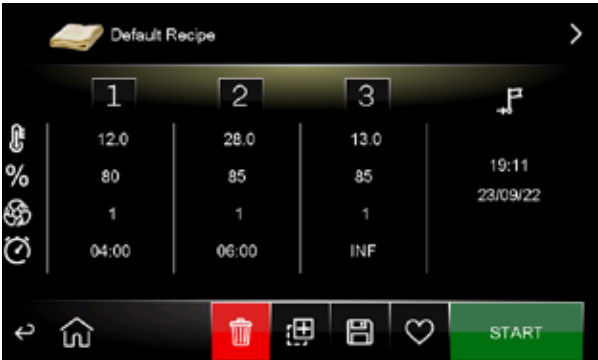 Default Recipe
1 2 3
12.0 28.0 13.0
% 80 85 85 19:11
23/09/22
1 1 1
04:00 06:00 INF
START